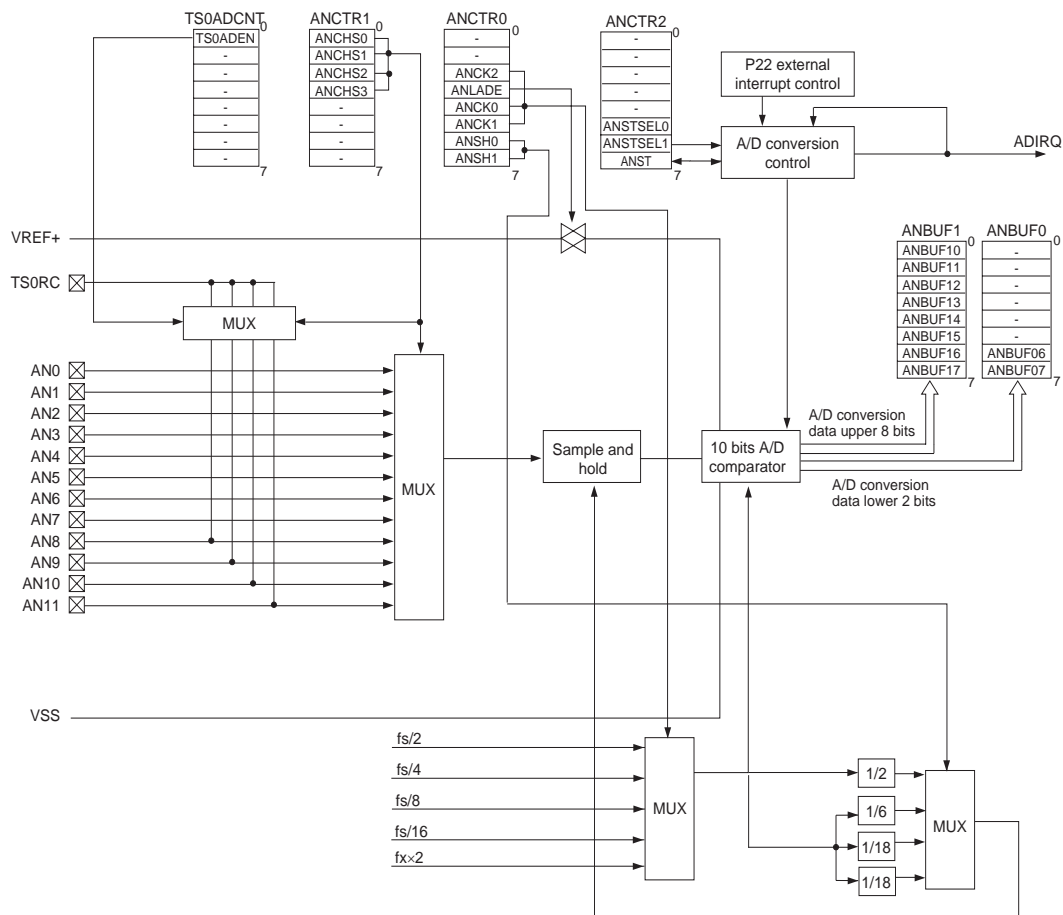 TS0ADCNT
0
TS0ADEN
-
-
-
-
-
-
-
7
ANCTR1
0
ANCHS0
ANCHS1
ANCHS2
ANCHS3
-
-
-
-
7
ANCTR0
0
-
-
ANCK2
ANLADE
ANCK0
ANCK1
ANSH0
ANSH1
7
ANCTR2
0
-
-
-
-
-
ANSTSEL0
ANSTSEL1
ANST
7
P22 external
interrupt control
A/D conversion
control
ADIRQ
VREF+
TS0RC
MUX
AN0
AN1
AN2
AN3
AN4
AN5
AN6
AN7
AN8
AN9
AN10
AN11
MUX
Sample and
hold
10 bits A/D
comparator
ANBUF1
0
ANBUF10
ANBUF11
ANBUF12
ANBUF13
ANBUF14
ANBUF15
ANBUF16
ANBUF17
7
ANBUF0
0
-
-
-
-
-
-
ANBUF06
ANBUF07
7
A/D conversion
data upper 8 bits
A/D conversion
data lower 2 bits
VSS
fs/2
fs/4
fs/8
fs/16
fx×2
MUX
1/2
1/6
1/18
1/18
MUX